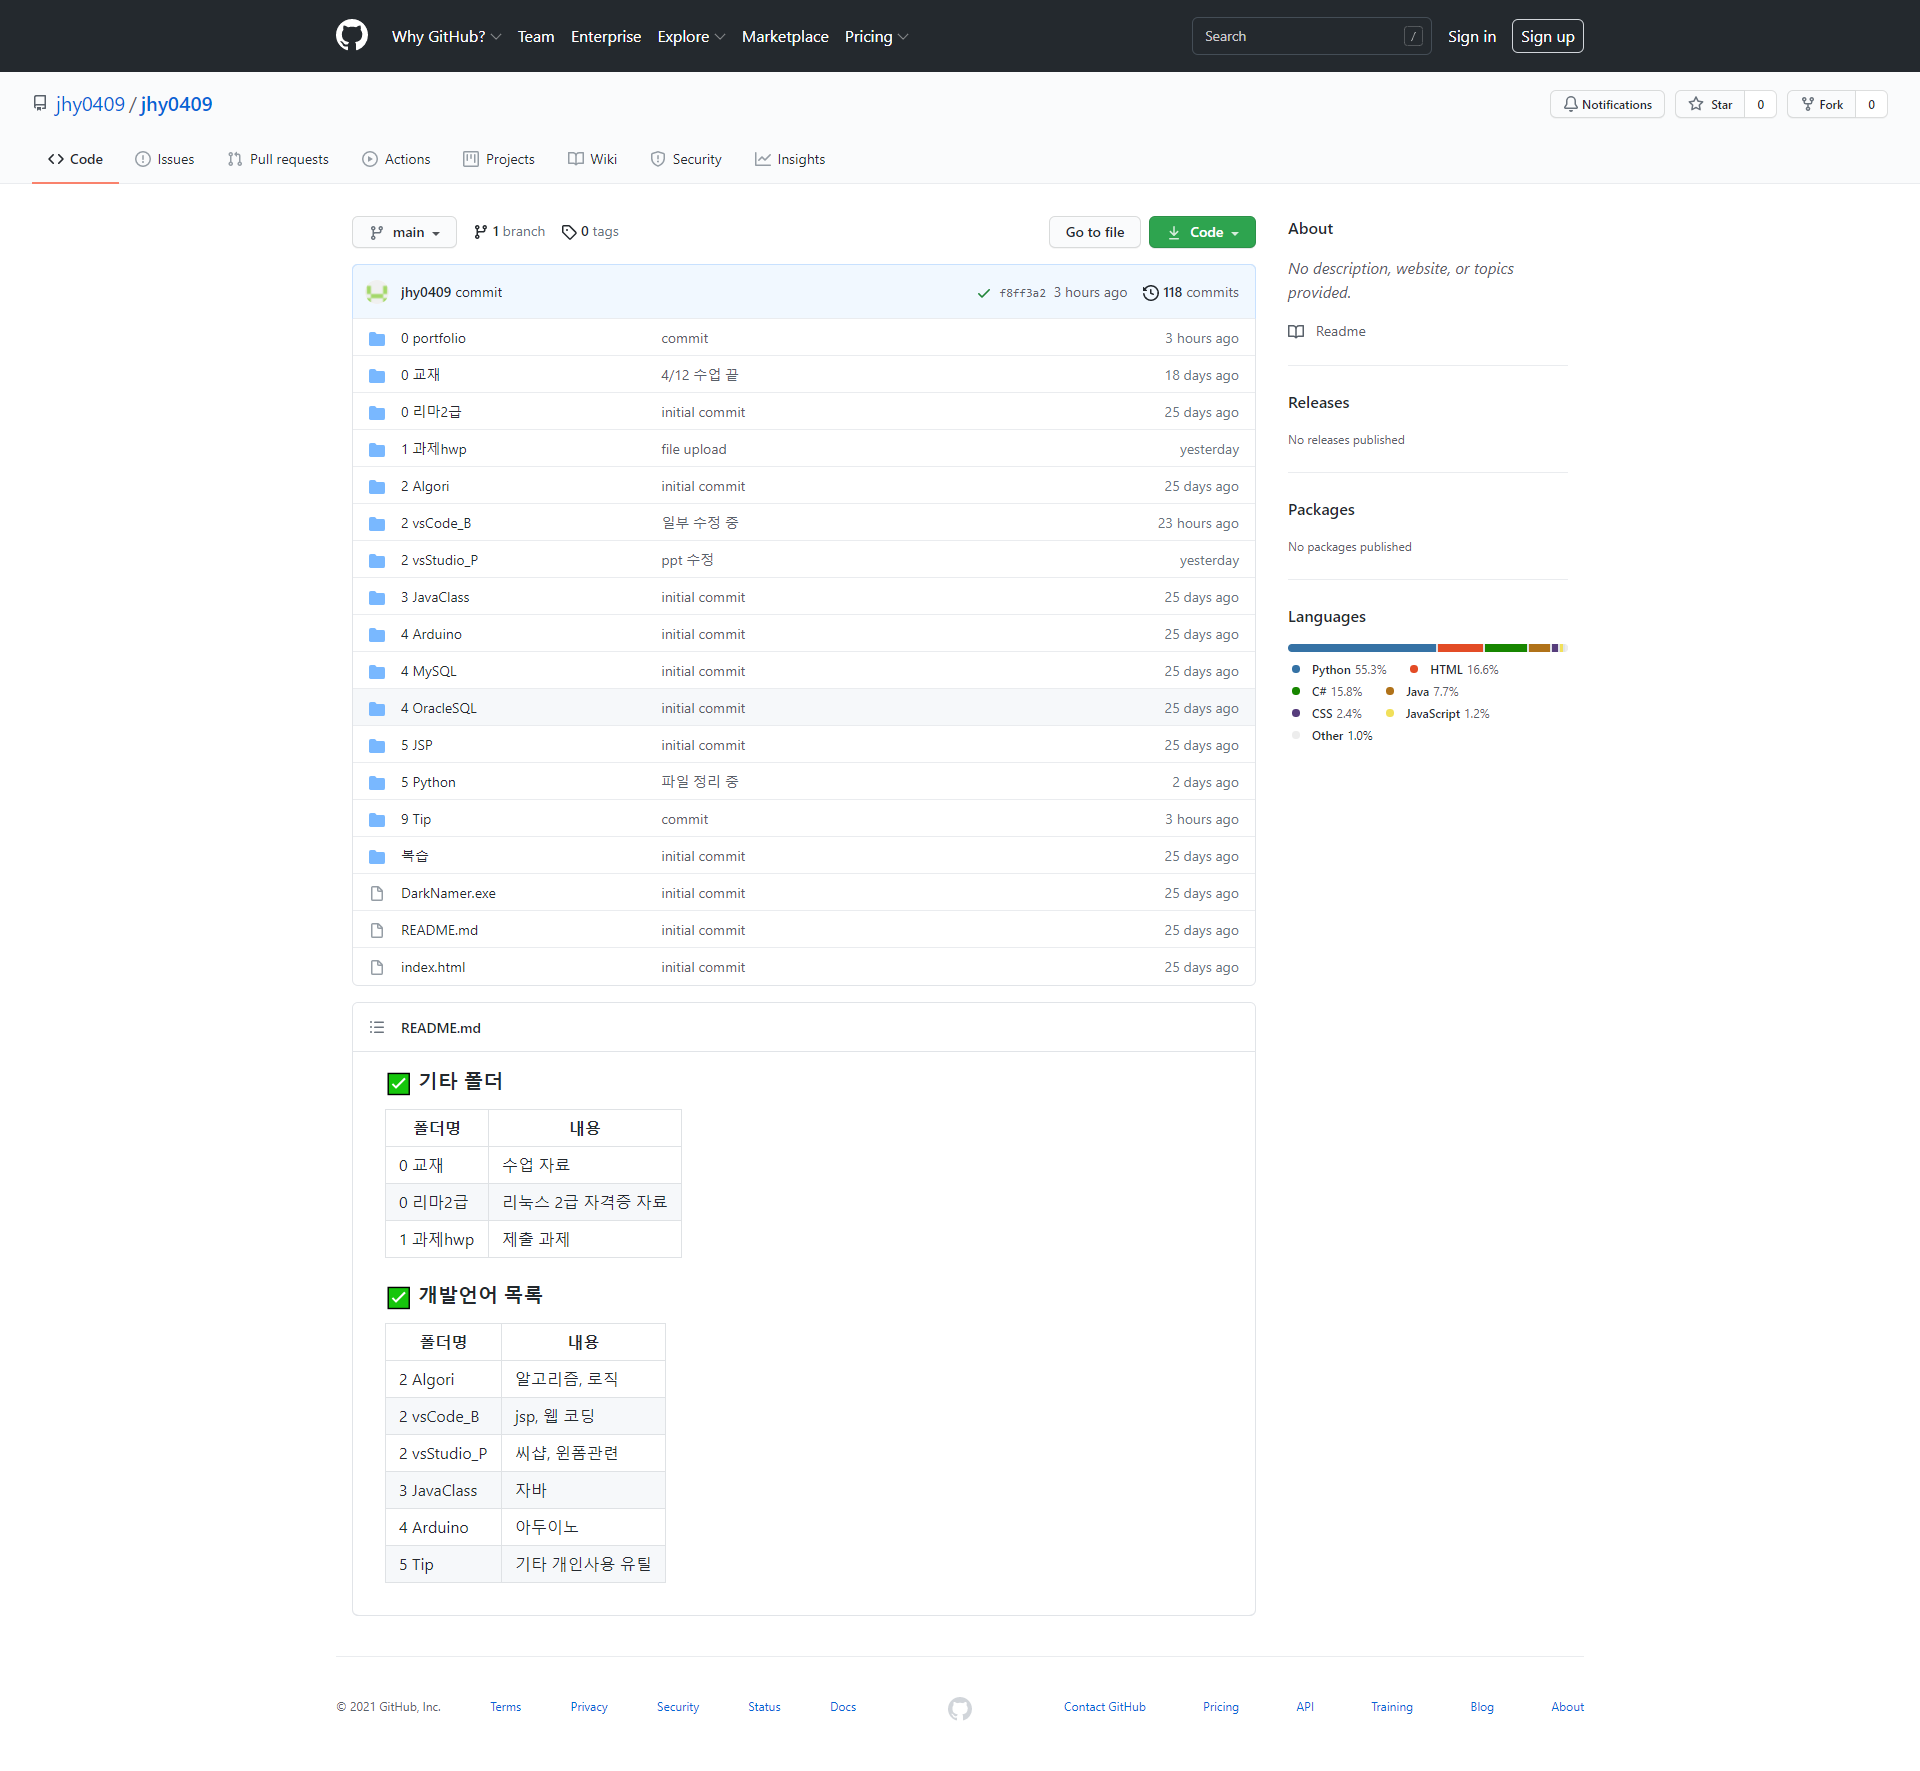 Why GitHub? Team Enterprise Explore Marketplace Pricing Search / Sign in Sign up
jhy0409 / jhy0409 Notifications Star 0 Fork 0
Code Issues Pull requests Actions Projects Wiki Security Insights
main 1 branch 0 tags Go to file Code
jhy0409 commit f8ff3a2 3 hours ago 118 commits
0 portfolio commit 3 hours ago
0 교재 4/12 수업 끝 18 days ago
0 리마2급 initial commit 25 days ago
1 과제hwp file upload yesterday
2 Algori initial commit 25 days ago
2 vsCode_B 일부 수정 중 23 hours ago
2 vsStudio_P ppt 수정 yesterday
3 JavaClass initial commit 25 days ago
4 Arduino initial commit 25 days ago
4 MySQL initial commit 25 days ago
4 OracleSQL initial commit 25 days ago
5 JSP initial commit 25 days ago
5 Python 파일 정리 중 2 days ago
9 Tip commit 3 hours ago
복습 initial commit 25 days ago
DarkNamer.exe initial commit 25 days ago
README.md initial commit 25 days ago
index.html initial commit 25 days ago
About
No description, website, or topics
provided.
Readme
Releases
No releases published
Packages
No packages published
Languages
Python 55.3% HTML 16.6%
C# 15.8% Java 7.7%
CSS 2.4% JavaScript 1.2%
Other 1.0%
README.md
✅ 기타 폴더
폴더명 내용
0 교재 수업 자료
0 리마2급 리눅스 2급 자격증 자료
1 과제hwp 제출 과제
✅ 개발언어 목록
폴더명 내용
2 Algori 알고리즘, 로직
2 vsCode_B jsp, 웹 코딩
2 vsStudio_P 씨샵, 윈폼관련
3 JavaClass 자바
4 Arduino 아두이노
5 Tip 기타 개인사용 유틸
© 2021 GitHub, Inc. Terms Privacy Security Status Docs Contact GitHub Pricing API Training Blog About